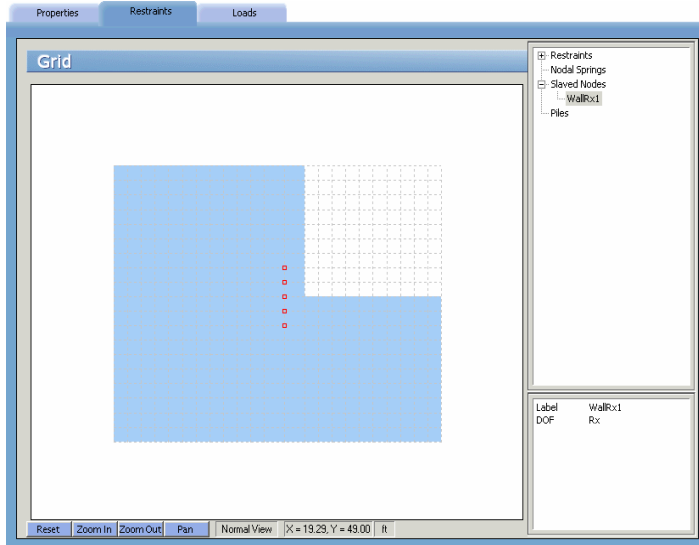 Properties Restraints Loads
Grid
Restraints
Nodal Springs
Slaved Nodes
WallRx1
Piles
Label WallRx1
DOF Rx
Reset Zoom In Zoom Out Pan Normal View X = 19.29, Y = 49.00 ft